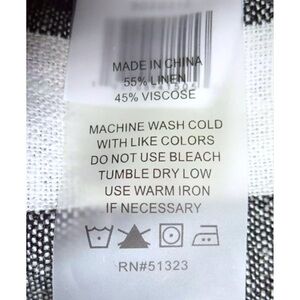 MADE IN CHINA
55% LINEN
45% VISCOSE
MACHINE WASH COLD
WITH LIKE COLORS
DO NOT USE BLEACH
TUMBLE DRY LOW
USE WARM IRON
IF NECESSARY
RN#51323